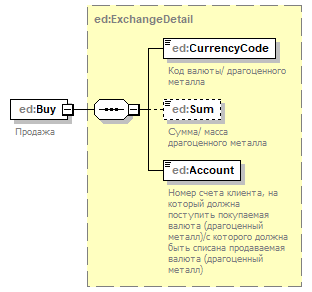 ed:ExchangeDetail
ed:CurrencyCode
Код валюты/ драгоценного
металла
ed:Buy
Продажа
ed:Sum
Сумма/ масса
драгоценного металла
ed:Account
Номер счета клиента, на
который должна
поступить покупаемая
валюта (драгоценный
металл)/с которого должна
быть списана продаваемая
валюта (драгоценный
металл)